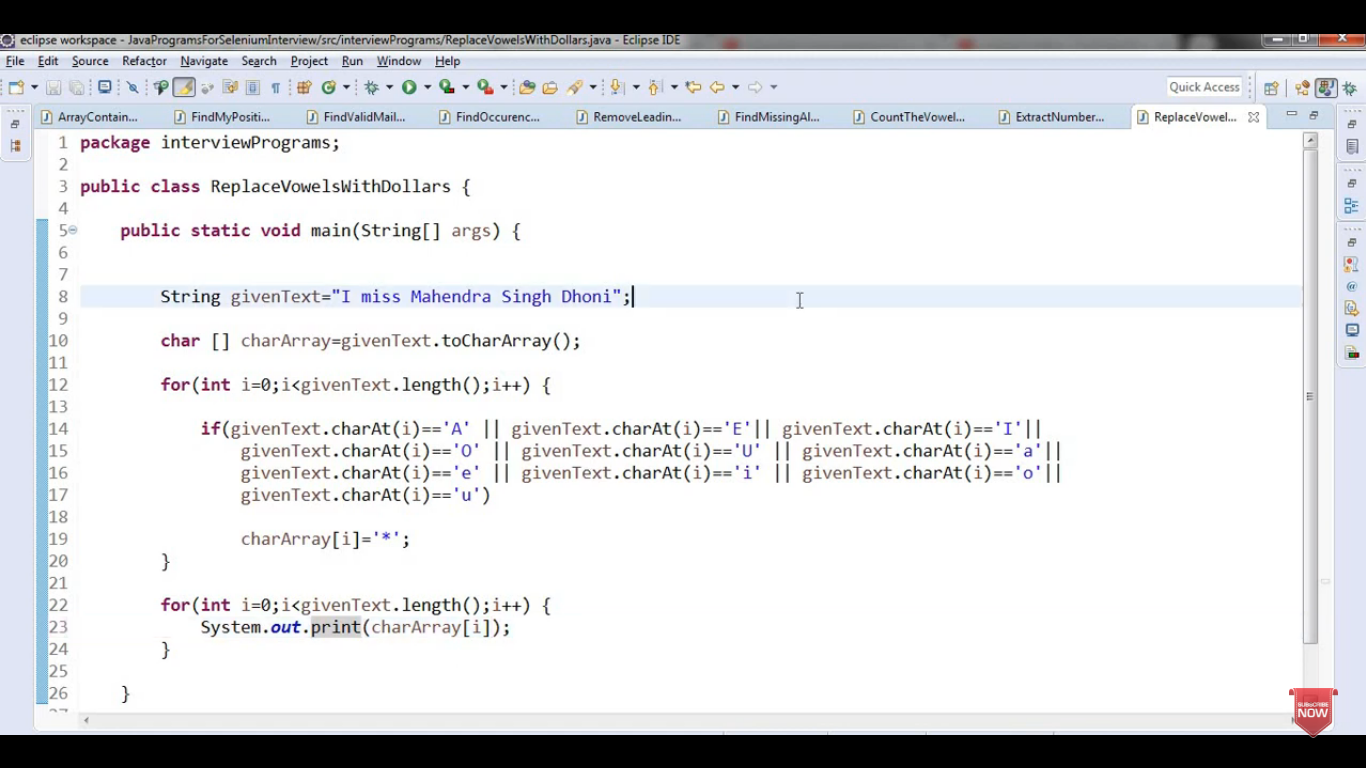 eclipse workspace - JavaProgramsForSeleniumInterview/src/interviewPrograms/ReplaceVowelsWithDollars.java - Eclipse IDE
File Edit Source Refactor Navigate Search Project Run Window Help
Quick Access
ArrayContain... FindMyPositi... FindValidMail... FindOccurenc... RemoveLeadin... FindMissingAl... CountTheVowel... ExtractNumber... ReplaceVowel...
1 package interviewPrograms;
2
3 public class ReplaceVowelsWithDollars {
4
5 public static void main(String[] args) {
6
7
8 String givenText="I miss Mahendra Singh Dhoni";
9
10 char [] charArray=givenText.toCharArray();
11
12 for(int i=0;i<givenText.length();i++) {
13
14 if(givenText.charAt(i)=='A' || givenText.charAt(i)=='E'|| givenText.charAt(i)=='I'||
15 givenText.charAt(i)=='O' || givenText.charAt(i)=='U' || givenText.charAt(i)=='a'||
16 givenText.charAt(i)=='e' || givenText.charAt(i)=='i' || givenText.charAt(i)=='o'||
17 givenText.charAt(i)=='u')
18
19 charArray[i]='*';
20 }
21
22 for(int i=0;i<givenText.length();i++) {
23 System.out.print(charArray[i]);
24 }
25
26 }
SUBSCRIBE
NOW